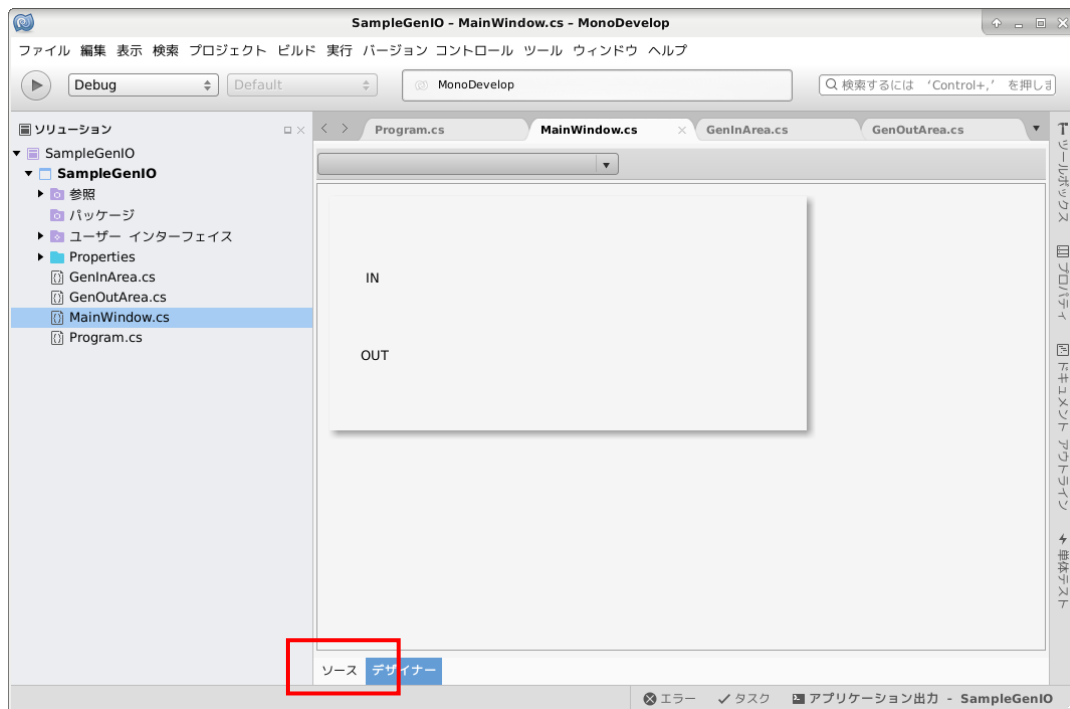 SampleGenIO – MainWindow.cs – MonoDevelop
ファイル 編集 表示 検索 プロジェクト ビルド 実行 バージョン コントロール ツール ウィンドウ ヘルプ
Debug Default MonoDevelop 検索するには ‘Control+,’ を押しま
ソリューション
SampleGenIO
SampleGenIO
参照
パッケージ
ユーザー インターフェイス
Properties
GenInArea.cs
GenOutArea.cs
MainWindow.cs
Program.cs
Program.cs MainWindow.cs GenInArea.cs GenOutArea.cs
IN
OUT
ソース デザイナー
ツールボックス
プロパティ
ドキュメント アウトライン
単体テスト
エラー タスク アプリケーション出力 - SampleGenIO